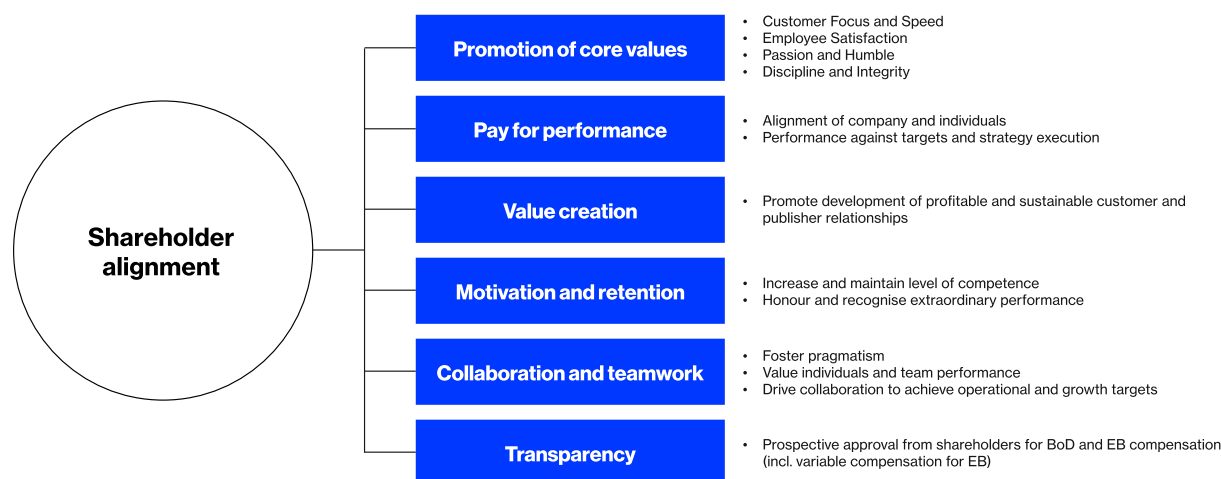 Shareholder
alignment
Promotion of core values
• Customer Focus and Speed
• Employee Satisfaction
• Passion and Humble
• Discipline and Integrity
Pay for performance
• Alignment of company and individuals
• Performance against targets and strategy execution
Value creation
• Promote development of profitable and sustainable customer and
publisher relationships
Motivation and retention
• Increase and maintain level of competence
• Honour and recognise extraordinary performance
Collaboration and teamwork
• Foster pragmatism
• Value individuals and team performance
• Drive collaboration to achieve operational and growth targets
Transparency
• Prospective approval from shareholders for BoD and EB compensation
(incl. variable compensation for EB)